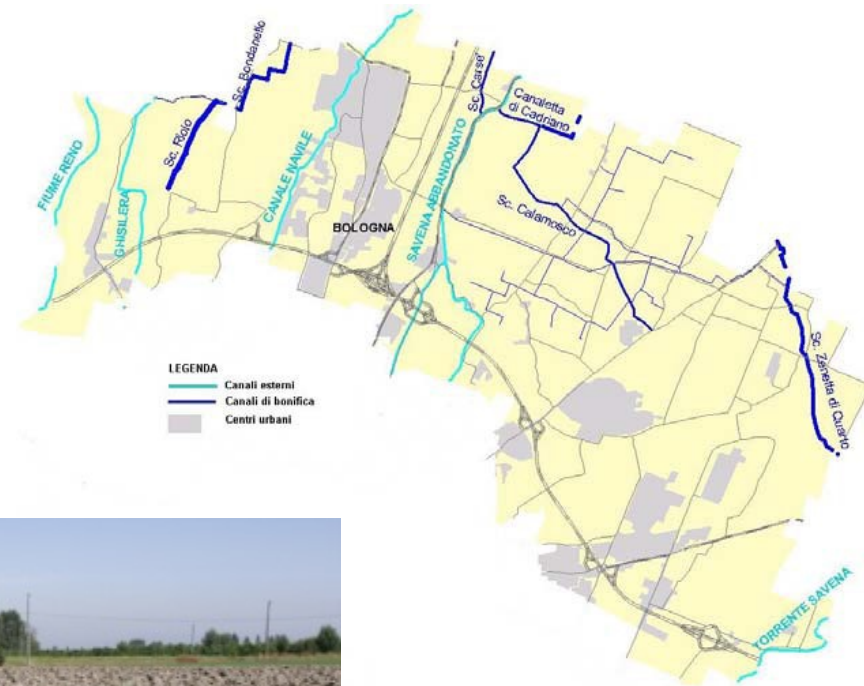 FIUME RENO
GHISILERA
Sc. Riolo
Sc. Bondanello
CANALE NAVILE
BOLOGNA
SAVENA ABBANDONATO
Sc. Carse'
Canaletta
di Cadriano
Sc. Calamosco
Sc. Zenetta di Quarto
TORRENTE SAVENA
LEGENDA
Canali esterni
Canali di bonifica
Centri urbani